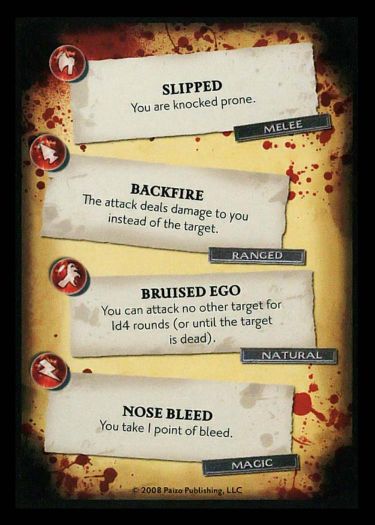 SLIPPED
You are knocked prone.
MELEE
BACKFIRE
The attack deals damage to you
instead of the target.
RANGED
BRUISED EGO
You can attack no other target for
1d4 rounds (or until the target
is dead).
NATURAL
NOSE BLEED
You take 1 point of bleed.
MAGIC
© 2008 Paizo Publishing, LLC